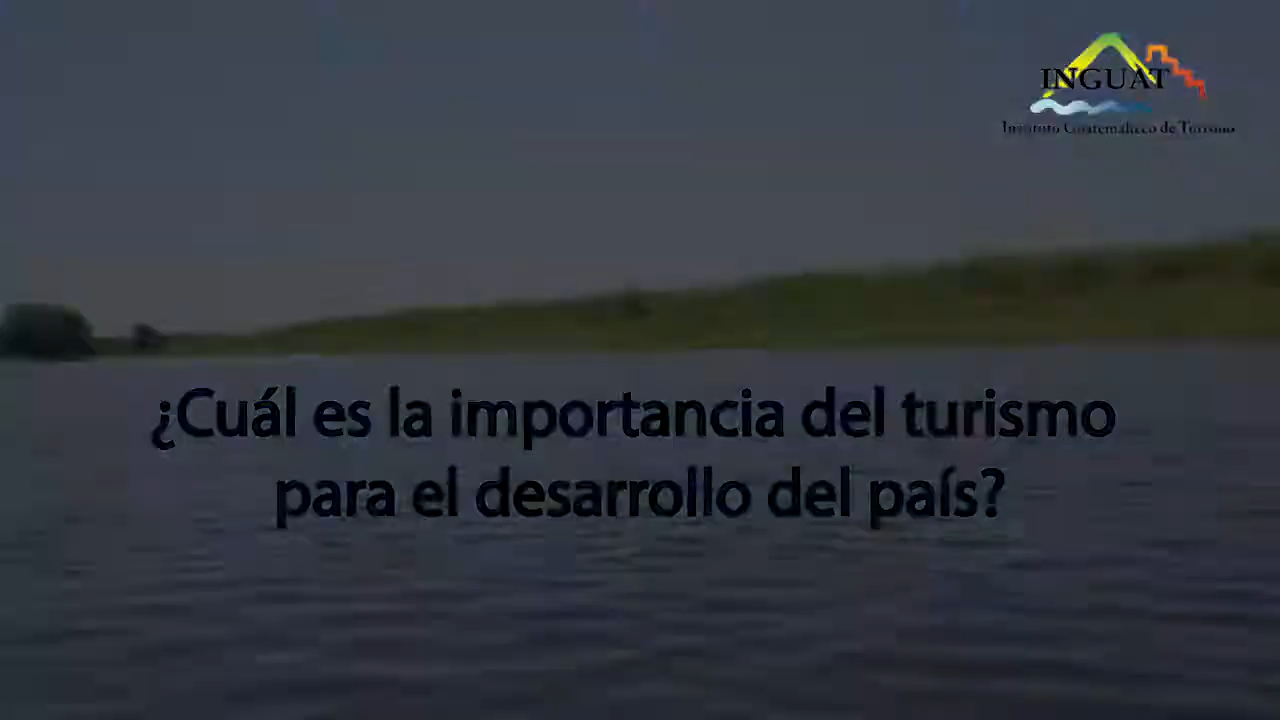 INGUAT
Instituto Guatemalteco de Turismo
¿Cuál es la importancia del turismo
para el desarrollo del país?